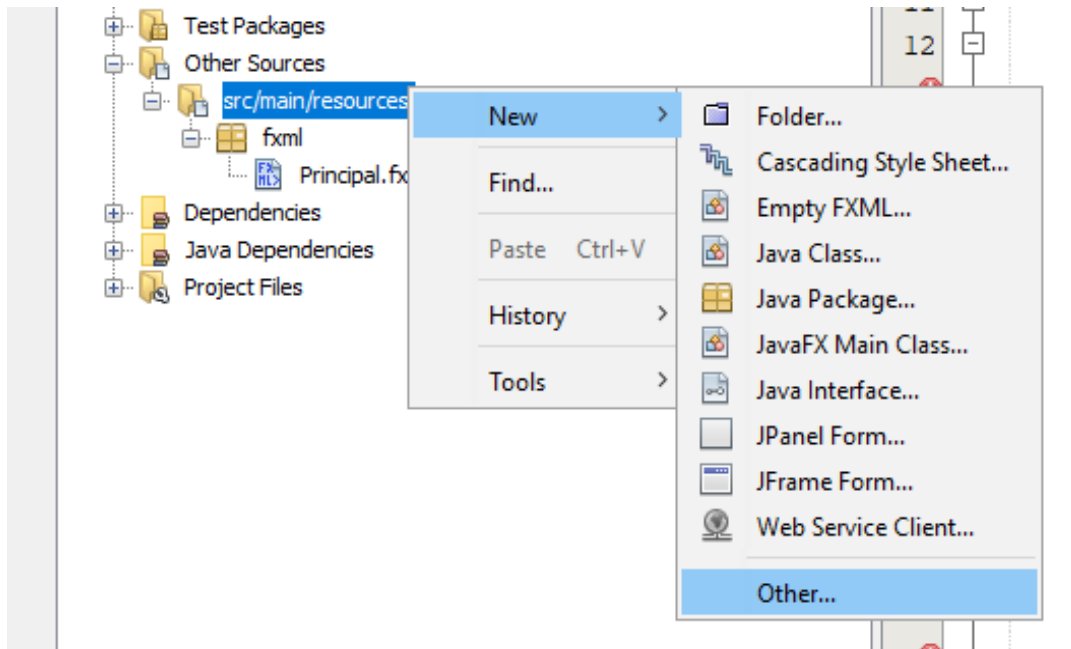 Test Packages
Other Sources
src/main/resources
fxml
Principal.fx
Dependencies
Java Dependencies
Project Files
12
New
Find...
Paste Ctrl+V
History
Tools
Folder...
Cascading Style Sheet...
Empty FXML...
Java Class...
Java Package...
JavaFX Main Class...
Java Interface...
JPanel Form...
JFrame Form...
Web Service Client...
Other...